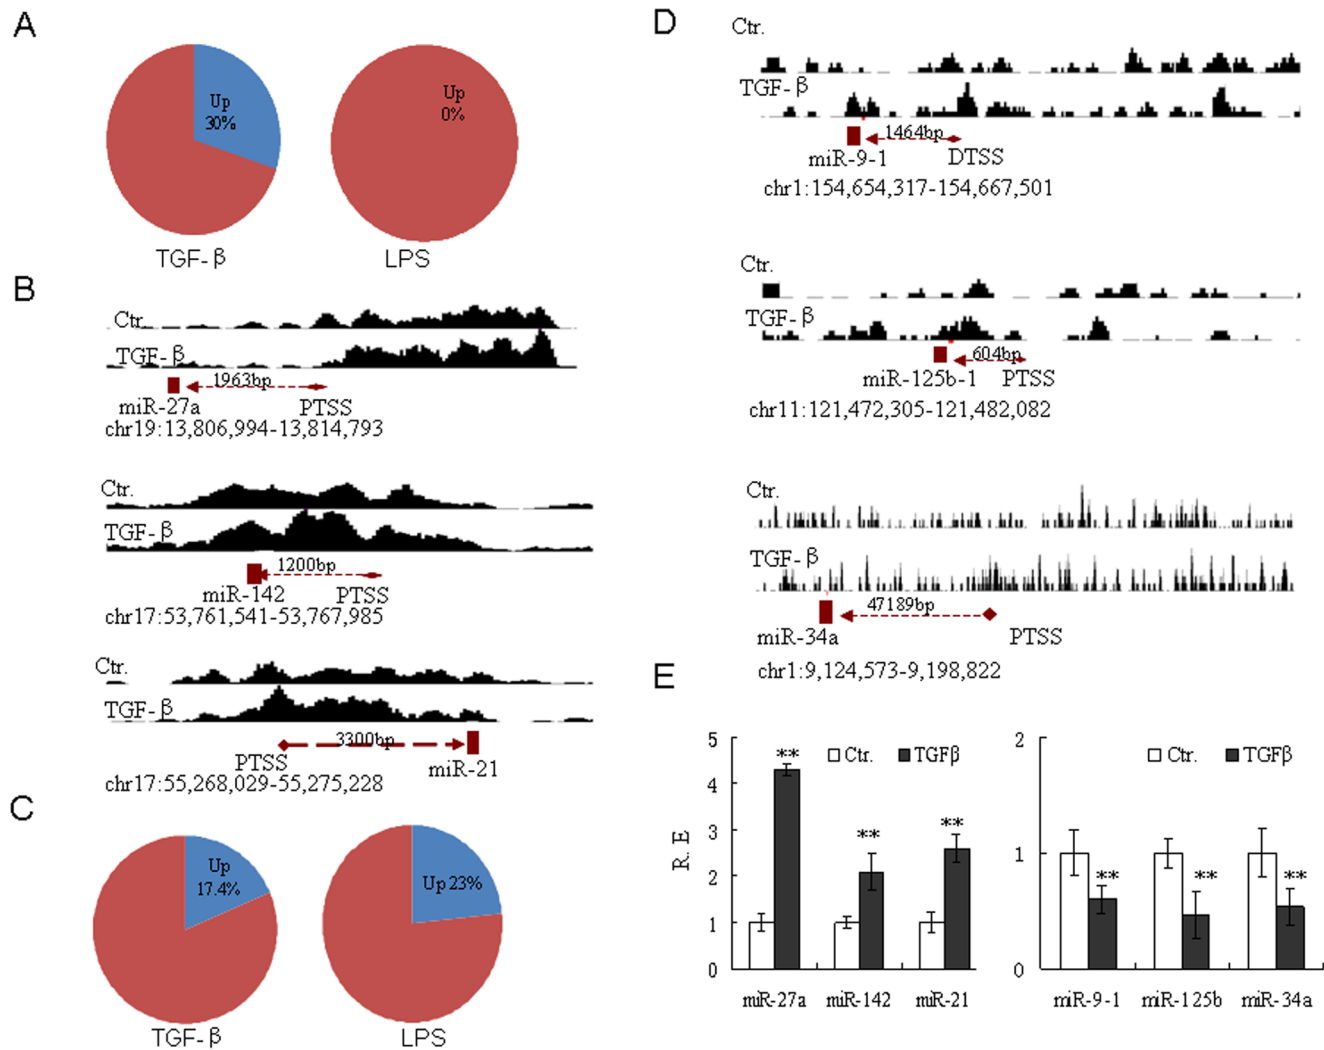 A
Up
30%
TGF-β
Up
0%
LPS
B
Ctr.
TGF-β
1963bp
miR-27a
PTSS
chr19:13,806,994-13,814,793
Ctr.
TGF-β
1200bp
miR-142
PTSS
chr17:53,761,541-53,767,985
Ctr.
TGF-β
3300bp
PTSS
miR-21
chr17:55,268,029-55,275,228
C
Up
17.4%
TGF-β
Up 23%
LPS
D
Ctr.
TGF-β
1464bp
miR-9-1
DTSS
chr1:154,654,317-154,667,501
Ctr.
TGF-β
604bp
miR-125b-1
PTSS
chr11:121,472,305-121,482,082
Ctr.
TGF-β
47189bp
miR-34a
PTSS
chr1:9,124,573-9,198,822
E
R. E
5
4
3
2
1
0
Ctr.
TGFβ
**
**
**
miR-27a
miR-142
miR-21
2
1
0
Ctr.
TGFβ
**
**
**
miR-9-1
miR-125b
miR-34a